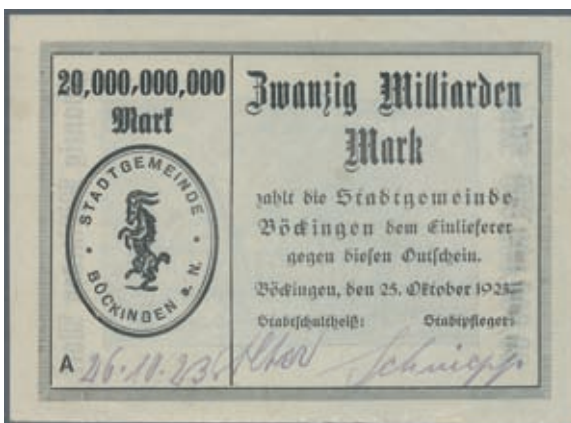 20,000,000,000
Mark
STADTGEMEINDE
BÖCKINGEN a. N.
A 26.10.23.
Zwanzig Milliarden
Mark
zahlt die Stadtgemeinde
Böckingen dem Einlieferer
gegen diesen Gutschein.
Böckingen, den 25. Oktober 1923.
Stadtschultheiß: Stadtpfleger: